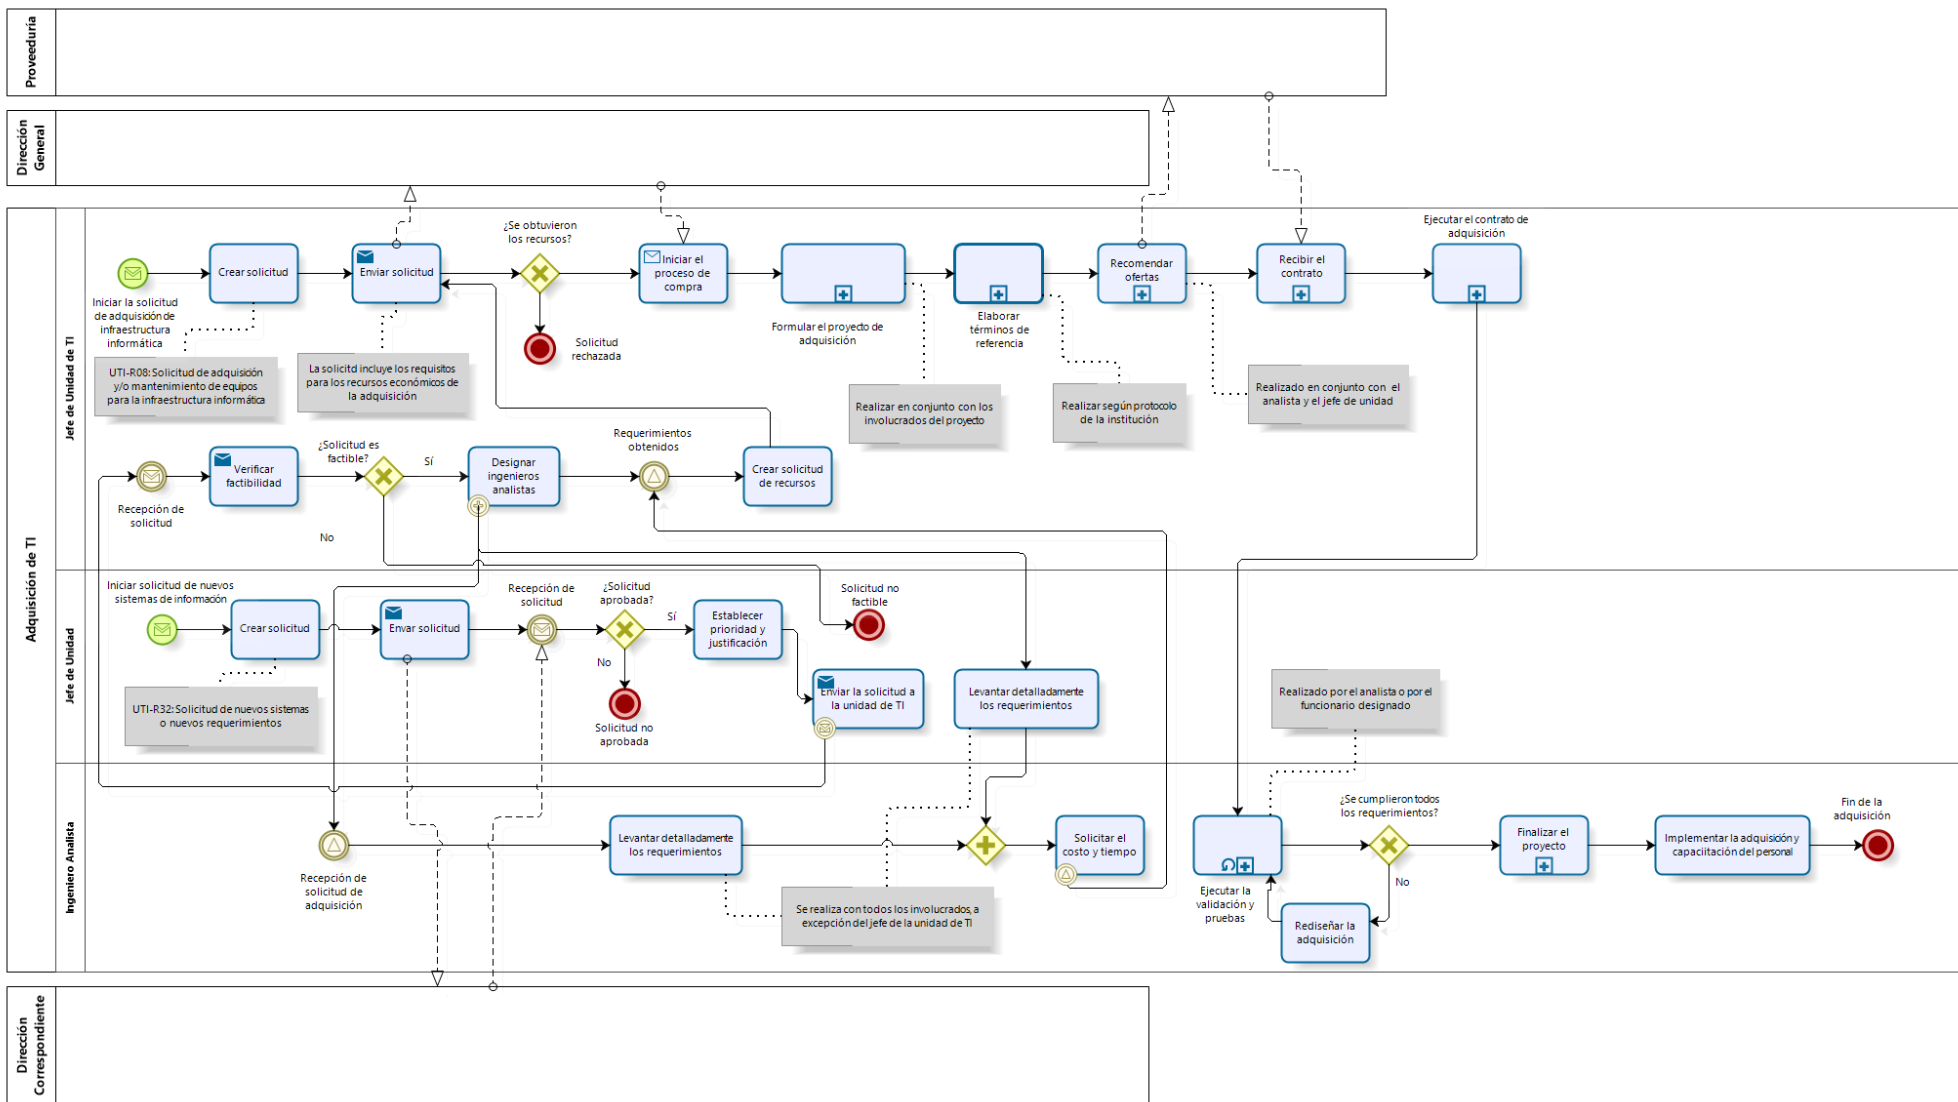 Proveeduría
Dirección
General
Adquisición de TI
Jefe de Unidad de TI
Ejecutar el contrato de
adquisición
¿Se obtuvieron
los recursos?
Crear solicitud
Enviar solicitud
Iniciar el
proceso de
compra
Recomendar
ofertas
Recibir el
contrato
Iniciar la solicitud
de adquisición de
infraestructura
informática
Solicitud
rechazada
Formular el proyecto de
adquisición
Elaborar
términos de
referencia
UTI-R08: Solicitud de adquisición
y/o mantenimiento de equipos
para la infraestructura informática
La solicitd incluye los requisitos
para los recursos económicos de
la adquisición
Realizar en conjunto con los
involucrados del proyecto
Realizar según protocolo
de la institución
Realizado en conjunto con el
analista y el jefe de unidad
¿Solicitud es
factible?
Sí
Requerimientos
obtenidos
Verificar
factibilidad
Designar
ingenieros
analistas
Crear solicitud
de recursos
Recepción de
solicitud
No
Jefe de Unidad
Iniciar solicitud de nuevos
sistemas de información
Recepción de
solicitud
¿Solicitud
aprobada?
Solicitud no
factible
Crear solicitud
Envar solicitud
Sí
Establecer
prioridad y
justificación
No
UTI-R32: Solicitud de nuevos sistemas
o nuevos requerimientos
Solicitud no
aprobada
Enviar la solicitud a
la unidad de TI
Levantar detalladamente
los requerimientos
Realizado por el analista o por el
funcionario designado
Ingeniero Analista
¿Se cumplieron todos
los requerimientos?
Fin de la
adquisición
Levantar detalladamente
los requerimientos
Solicitar el
costo y tiempo
Finalizar el
proyecto
Implementar la adquisición y
capaciitación del personal
Recepción de
solicitud de
adquisición
Ejecutar la
validación y
pruebas
No
Se realiza con todos los involucrados, a
excepción del jefe de la unidad de TI
Rediseñar la
adquisición
Dirección
Correspondiente